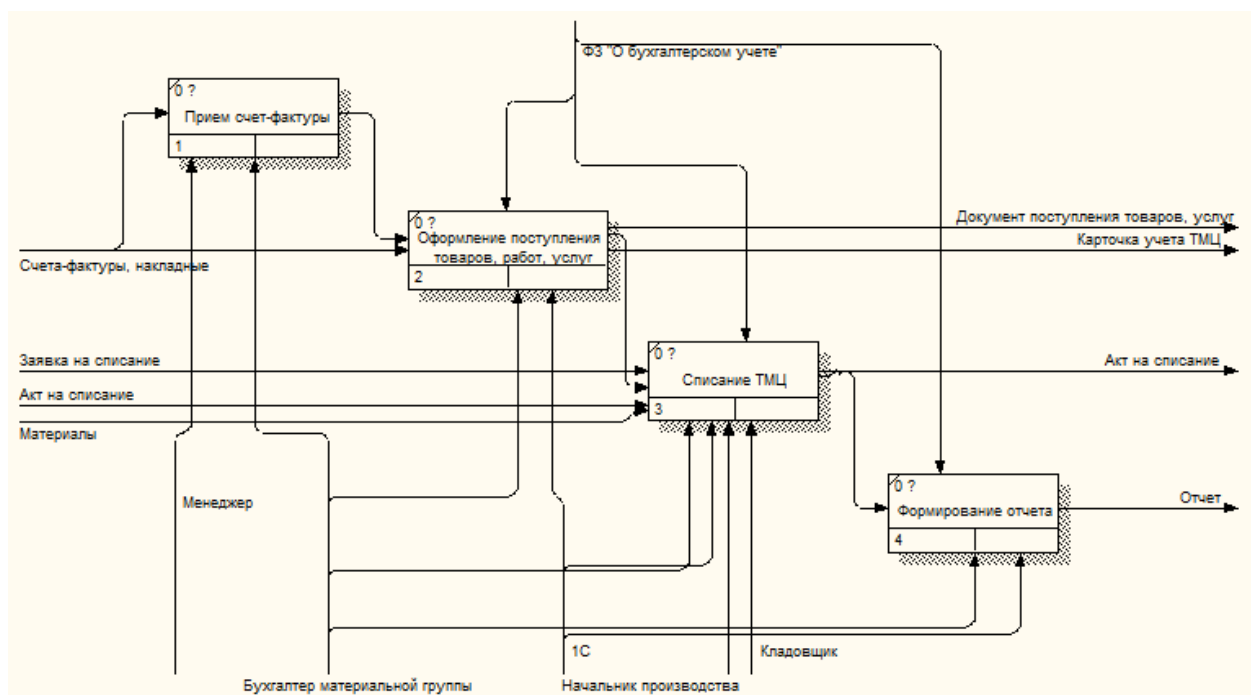 ФЗ "О бухгалтерском учете"
0 ?
Прием счет-фактуры
1
0 ?
Оформление поступления
товаров, работ, услуг
2
Документ поступления товаров, услуг
Карточка учета ТМЦ
Счета-фактуры, накладные
0 ?
Списание ТМЦ
3
Заявка на списание
Акт на списание
Акт на списание
Материалы
0 ?
Формирование отчета
4
Менеджер
Отчет
1С
Кладовщик
Бухгалтер материальной группы
Начальник производства